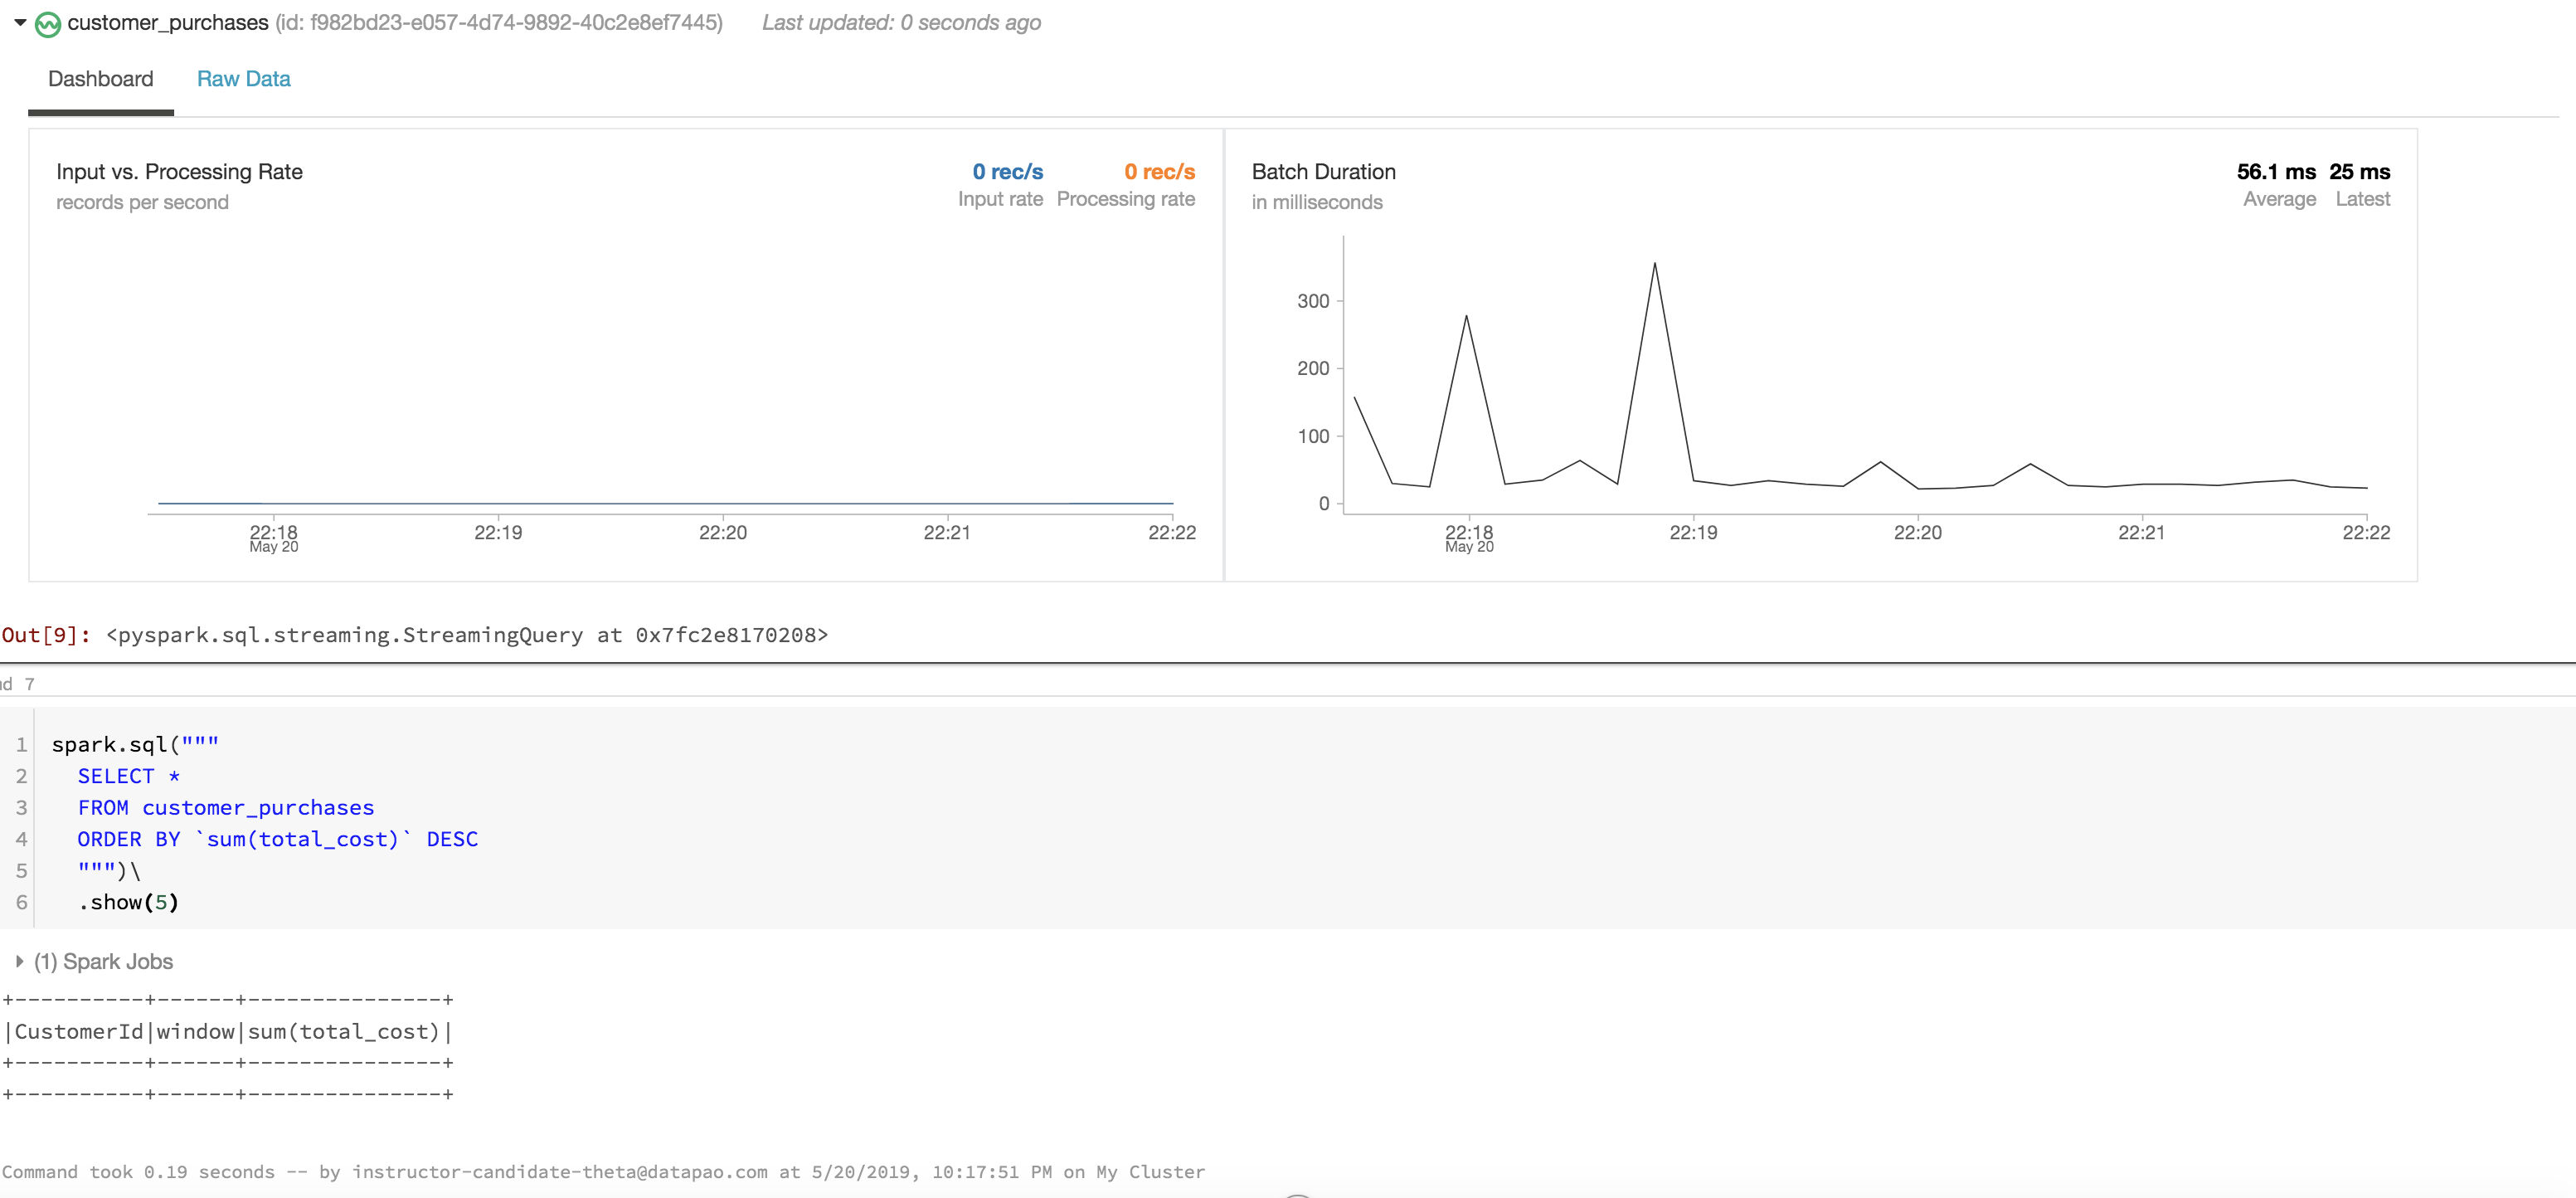 customer_purchases (id: f982bd23-e057-4d74-9892-40c2e8ef7445) Last updated: 0 seconds ago
Dashboard Raw Data
Input vs. Processing Rate
records per second
0 rec/s 0 rec/s
Input rate Processing rate
22:18 22:19 22:20 22:21 22:22
May 20
Batch Duration
in milliseconds
56.1 ms 25 ms
Average Latest
300
200
100
0
22:18 22:19 22:20 22:21 22:22
May 20
Out[9]: <pyspark.sql.streaming.StreamingQuery at 0x7fc2e8170208>
7
1 spark.sql("""
2 SELECT *
3 FROM customer_purchases
4 ORDER BY `sum(total_cost)` DESC
5 """)\
6 .show(5)
(1) Spark Jobs
+----------+------+---------------+
|CustomerId|window|sum(total_cost)|
+----------+------+---------------+
+----------+------+---------------+
Command took 0.19 seconds -- by instructor-candidate-theta@datapao.com at 5/20/2019, 10:17:51 PM on My Cluster